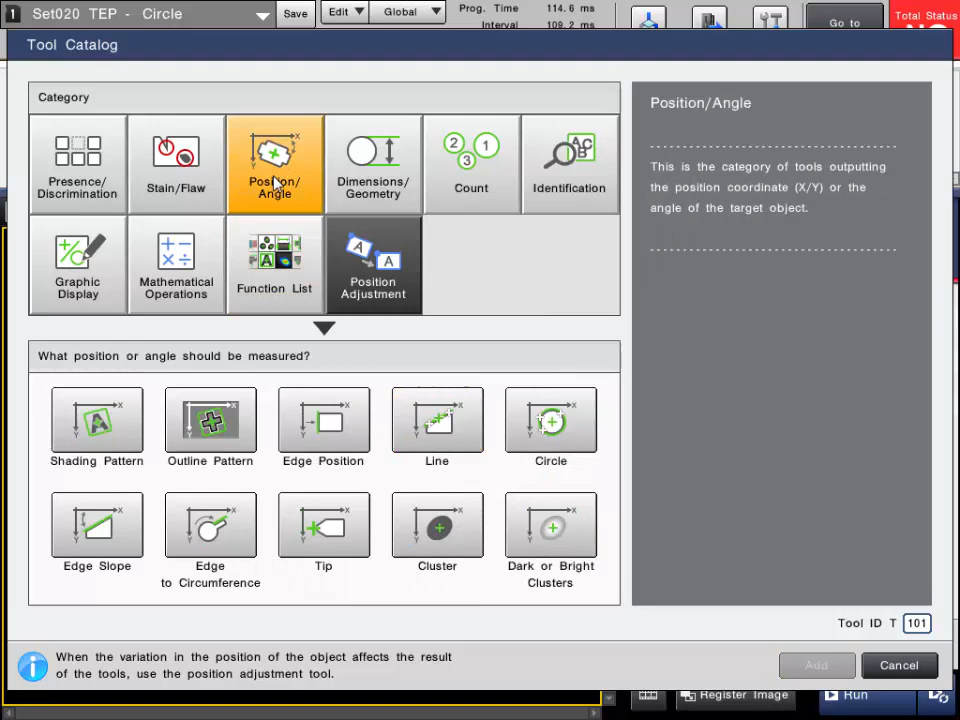 1 Set020 TEP - Circle
Save
Edit
Global
Prog. Time 114.6 ms
Interval 109.2 ms
Go to
Total Status
Tool Catalog
Category
Presence/
Discrimination
Stain/Flaw
Position/
Angle
Dimensions/
Geometry
Count
Identification
Graphic
Display
Mathematical
Operations
Function List
Position
Adjustment
What position or angle should be measured?
Shading Pattern
Outline Pattern
Edge Position
Line
Circle
Edge Slope
Edge
to Circumference
Tip
Cluster
Dark or Bright
Clusters
Position/Angle
This is the category of tools outputting
the position coordinate (X/Y) or the
angle of the target object.
Tool ID T 101
When the variation in the position of the object affects the result
of the tools, use the position adjustment tool.
Add
Cancel
Register Image
Run